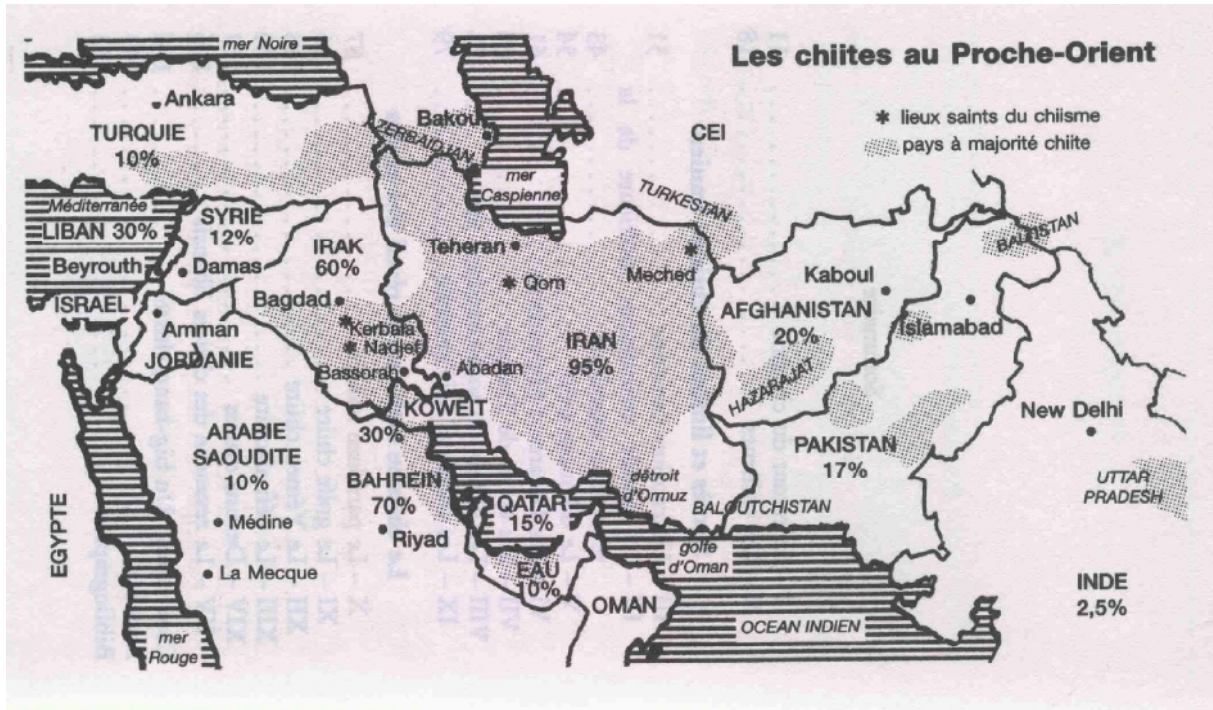 Les chiites au Proche-Orient
* lieux saints du chiisme
pays à majorité chiite
mer Noire
Ankara
TURQUIE
10%
Bakou
AZERBAIDJAN
CEI
mer
Caspienne
TURKESTAN
Méditerranée
LIBAN 30%
Beyrouth
ISRAEL
SYRIE
12%
Damas
Amman
JORDANIE
IRAK
60%
Bagdad
Kerbala
Nadjef
Bassorah
Teheran
Qom
Meched
Abadan
IRAN
95%
KOWEIT
30%
Kaboul
AFGHANISTAN
20%
HAZARAJAT
Islamabad
BALTISTAN
PAKISTAN
17%
New Delhi
UTTAR
PRADESH
INDE
2,5%
EGYPTE
ARABIE
SAOUDITE
10%
Médine
La Mecque
Riyad
BAHREIN
70%
QATAR
15%
EAU
10%
OMAN
détroit
d'Ormuz
BALOUTCHISTAN
golfe
d'Oman
OCEAN INDIEN
mer
Rouge